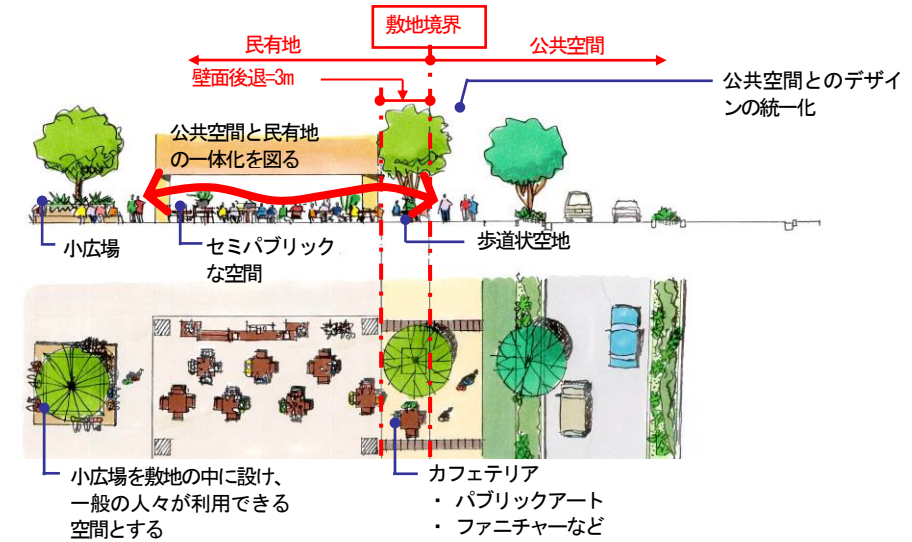 敷地境界
民有地
公共空間
壁面後退=3m
公共空間とのデザイ
ンの統一化
公共空間と民有地
の一体化を図る
小広場
セミパブリック
な空間
歩道状空地
小広場を敷地の中に設け、
一般の人々が利用できる
空間とする
カフェテリア
・ パブリックアート
・ ファニチャーなど